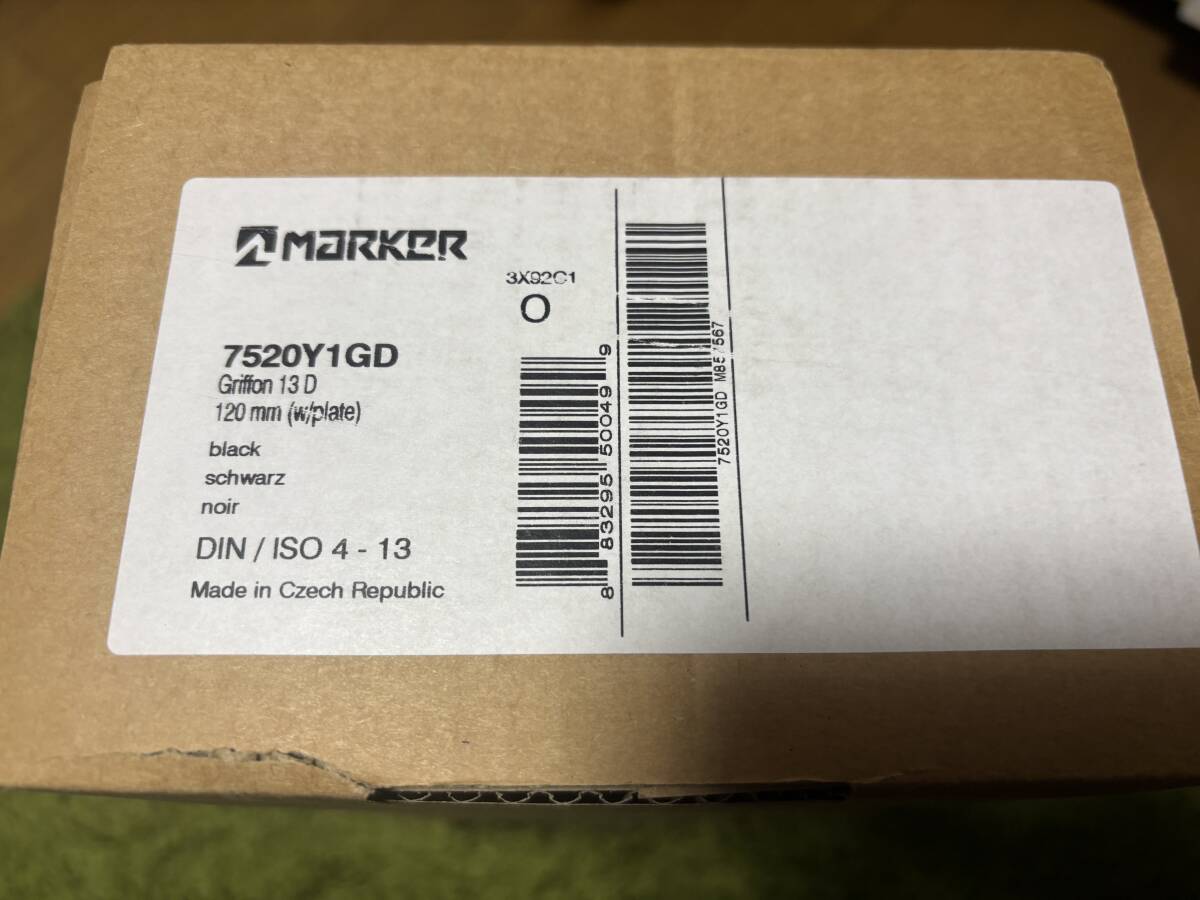 MARKER
3X92C1
O
7520Y1GD
Griffon 13 D
120 mm (w/plate)
black
schwarz
noir
DIN / ISO 4 - 13
Made in Czech Republic
8 83295 50049 9
7520Y1GD